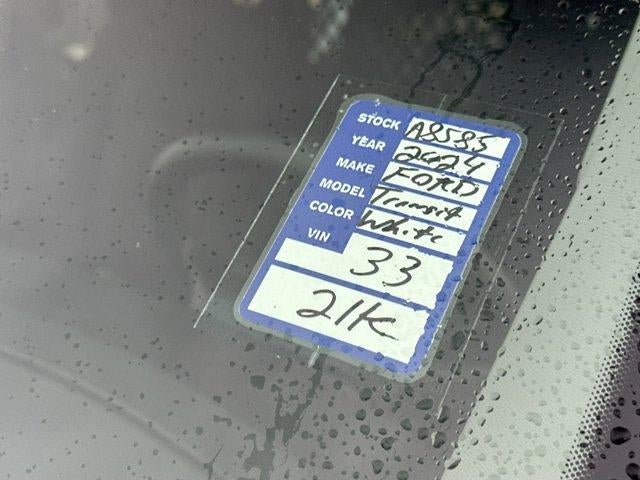 STOCK A8585
YEAR 2024
MAKE FORD
MODEL Transit
COLOR White
VIN 33
21K